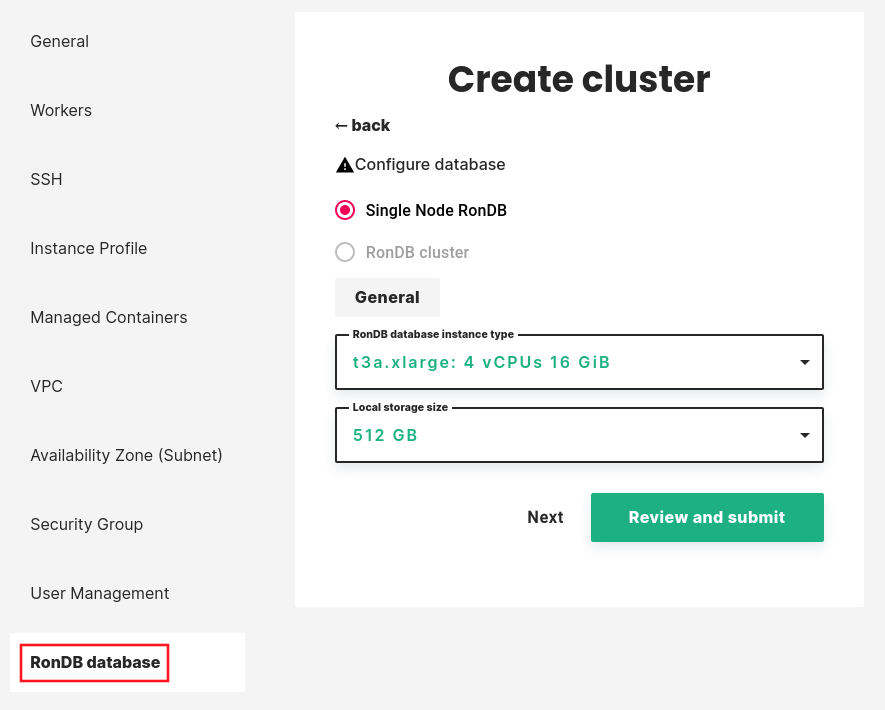 General
Workers
SSH
Instance Profile
Managed Containers
VPC
Availability Zone (Subnet)
Security Group
User Management
RonDB database
Create cluster
← back
Configure database
Single Node RonDB
RonDB cluster
General
RonDB database instance type
t3a.xlarge: 4 vCPUs 16 GiB
Local storage size
512 GB
Next
Review and submit